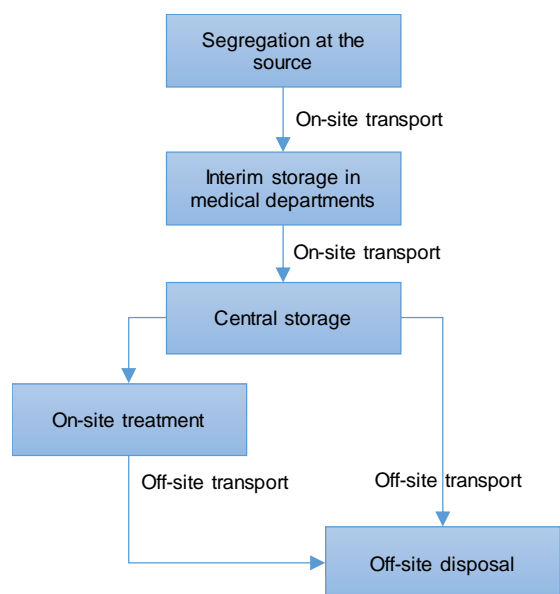 Segregation at the
source
On-site transport
Interim storage in
medical departments
On-site transport
Central storage
On-site treatment
Off-site transport
Off-site transport
Off-site disposal